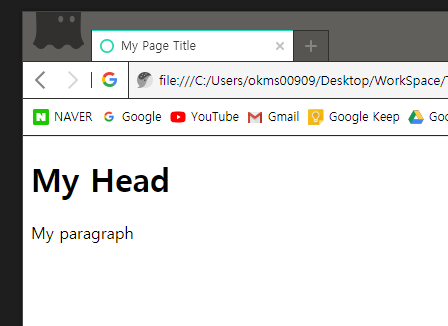 My Page Title
file:///C:/Users/okms00909/Desktop/WorkSpace/
NAVER Google YouTube Gmail Google Keep Goo
My Head
My paragraph